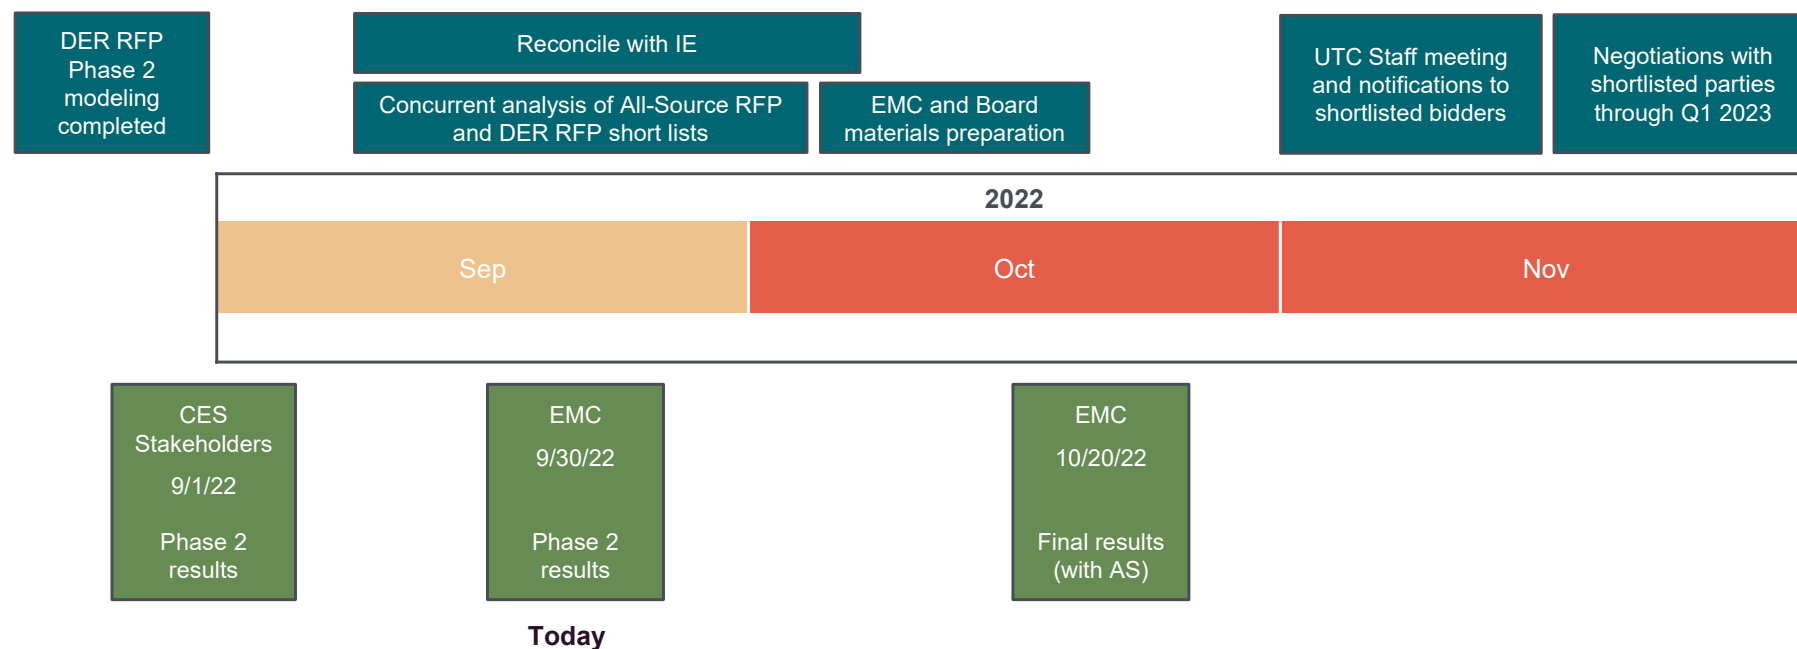 DER RFP
Phase 2
modeling
completed
Reconcile with IE
Concurrent analysis of All-Source RFP
and DER RFP short lists
EMC and Board
materials preparation
UTC Staff meeting
and notifications to
shortlisted bidders
Negotiations with
shortlisted parties
through Q1 2023
2022
Sep
Oct
Nov
CES
Stakeholders
9/1/22
Phase 2
results
EMC
9/30/22
Phase 2
results
EMC
10/20/22
Final results
(with AS)
Today